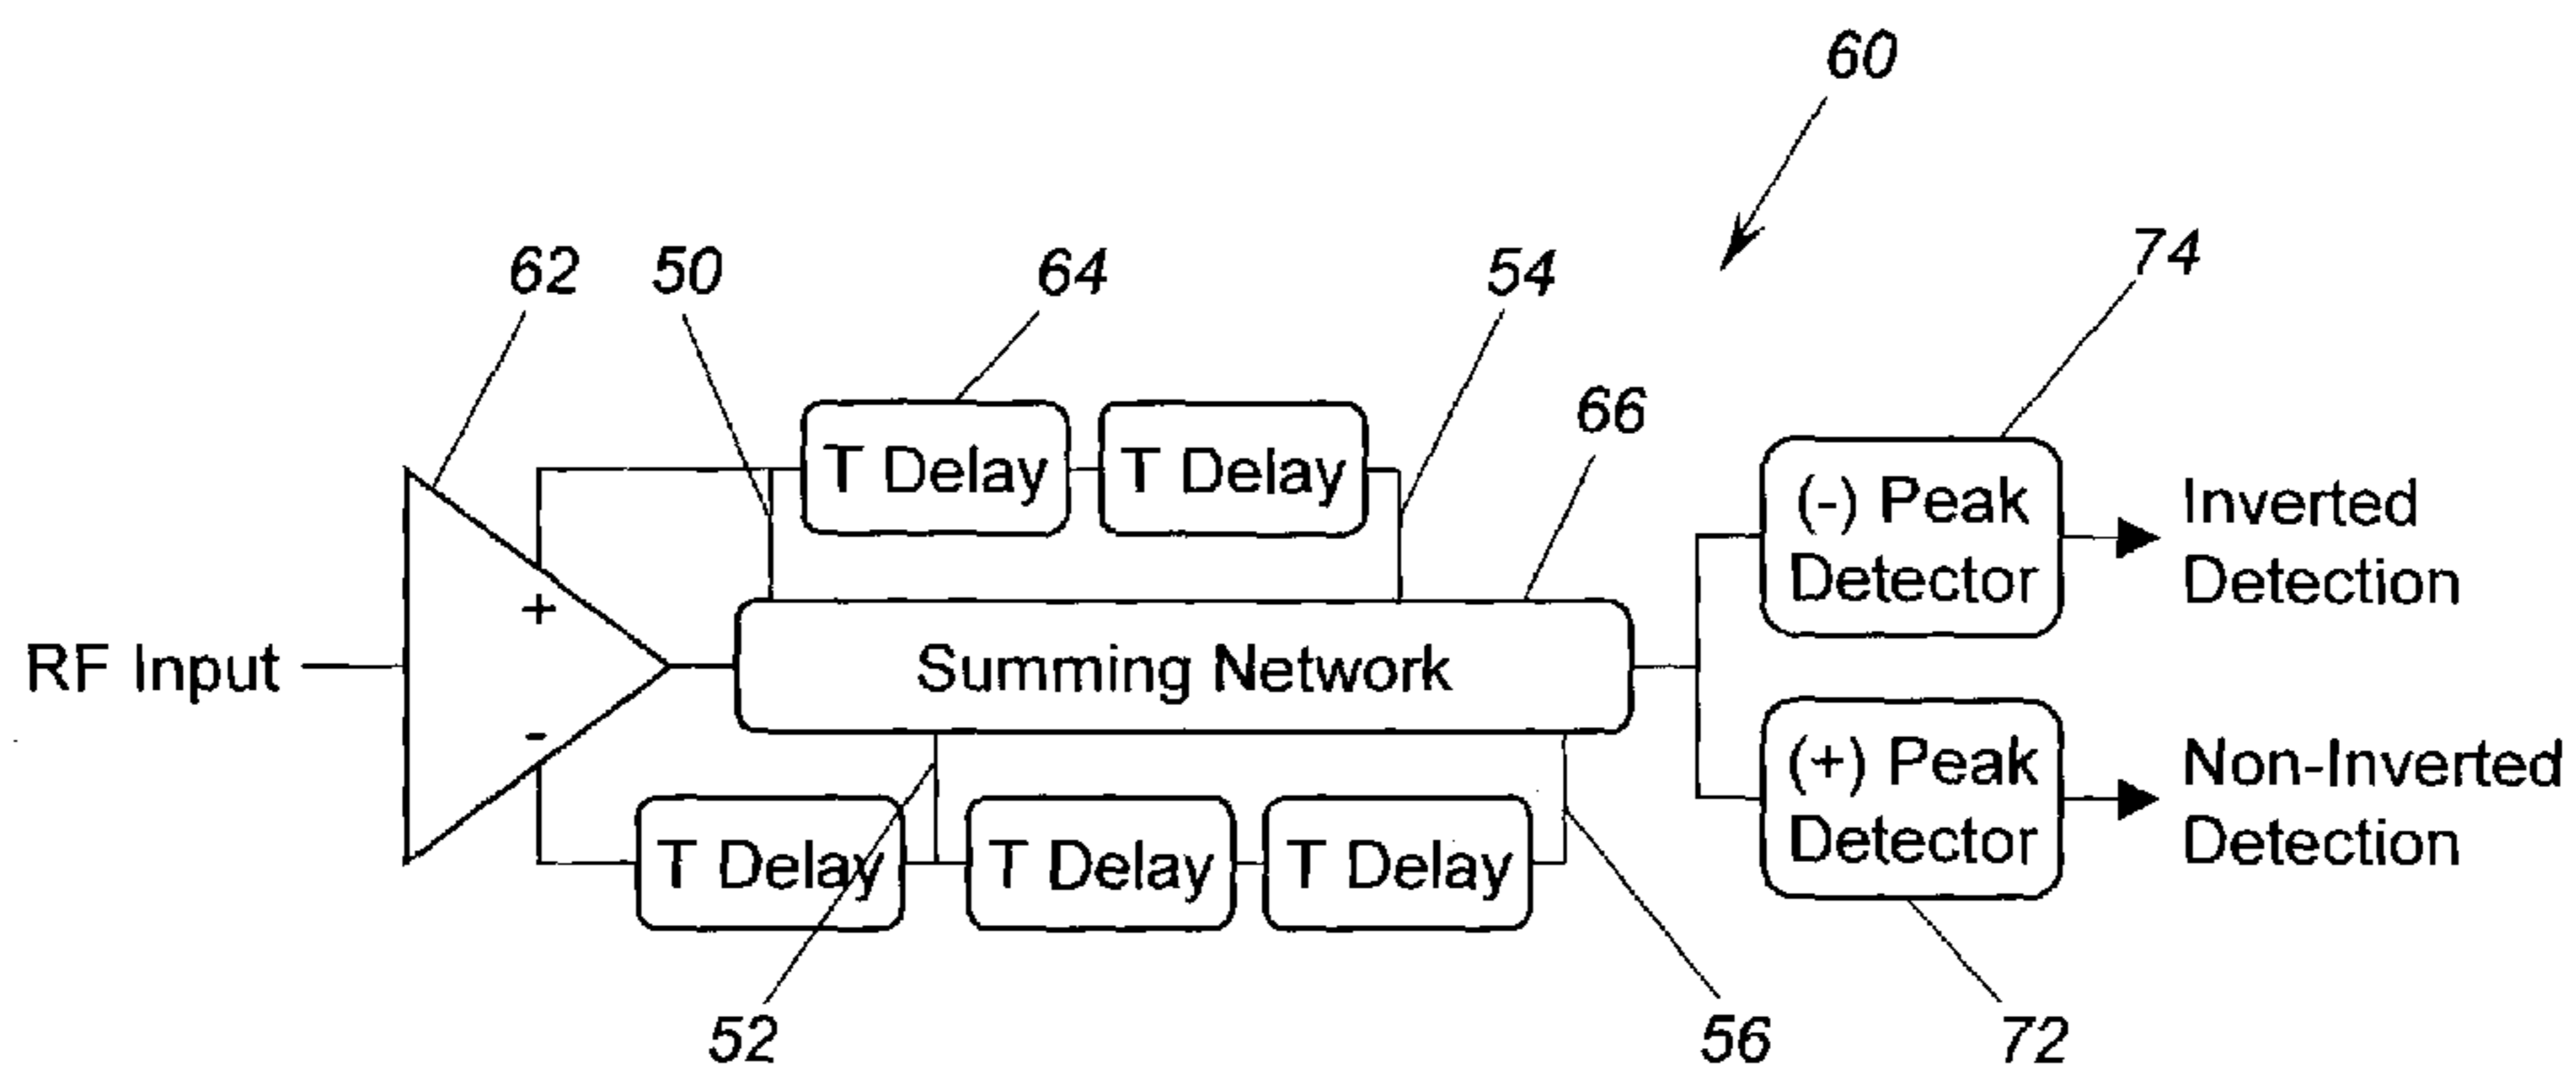 60
62
50
64
54
74
66
T Delay
T Delay
(-) Peak
Detector
Inverted
Detection
+
RF Input
Summing Network
-
T Delay
T Delay
T Delay
(+) Peak
Detector
Non-Inverted
Detection
52
56
72